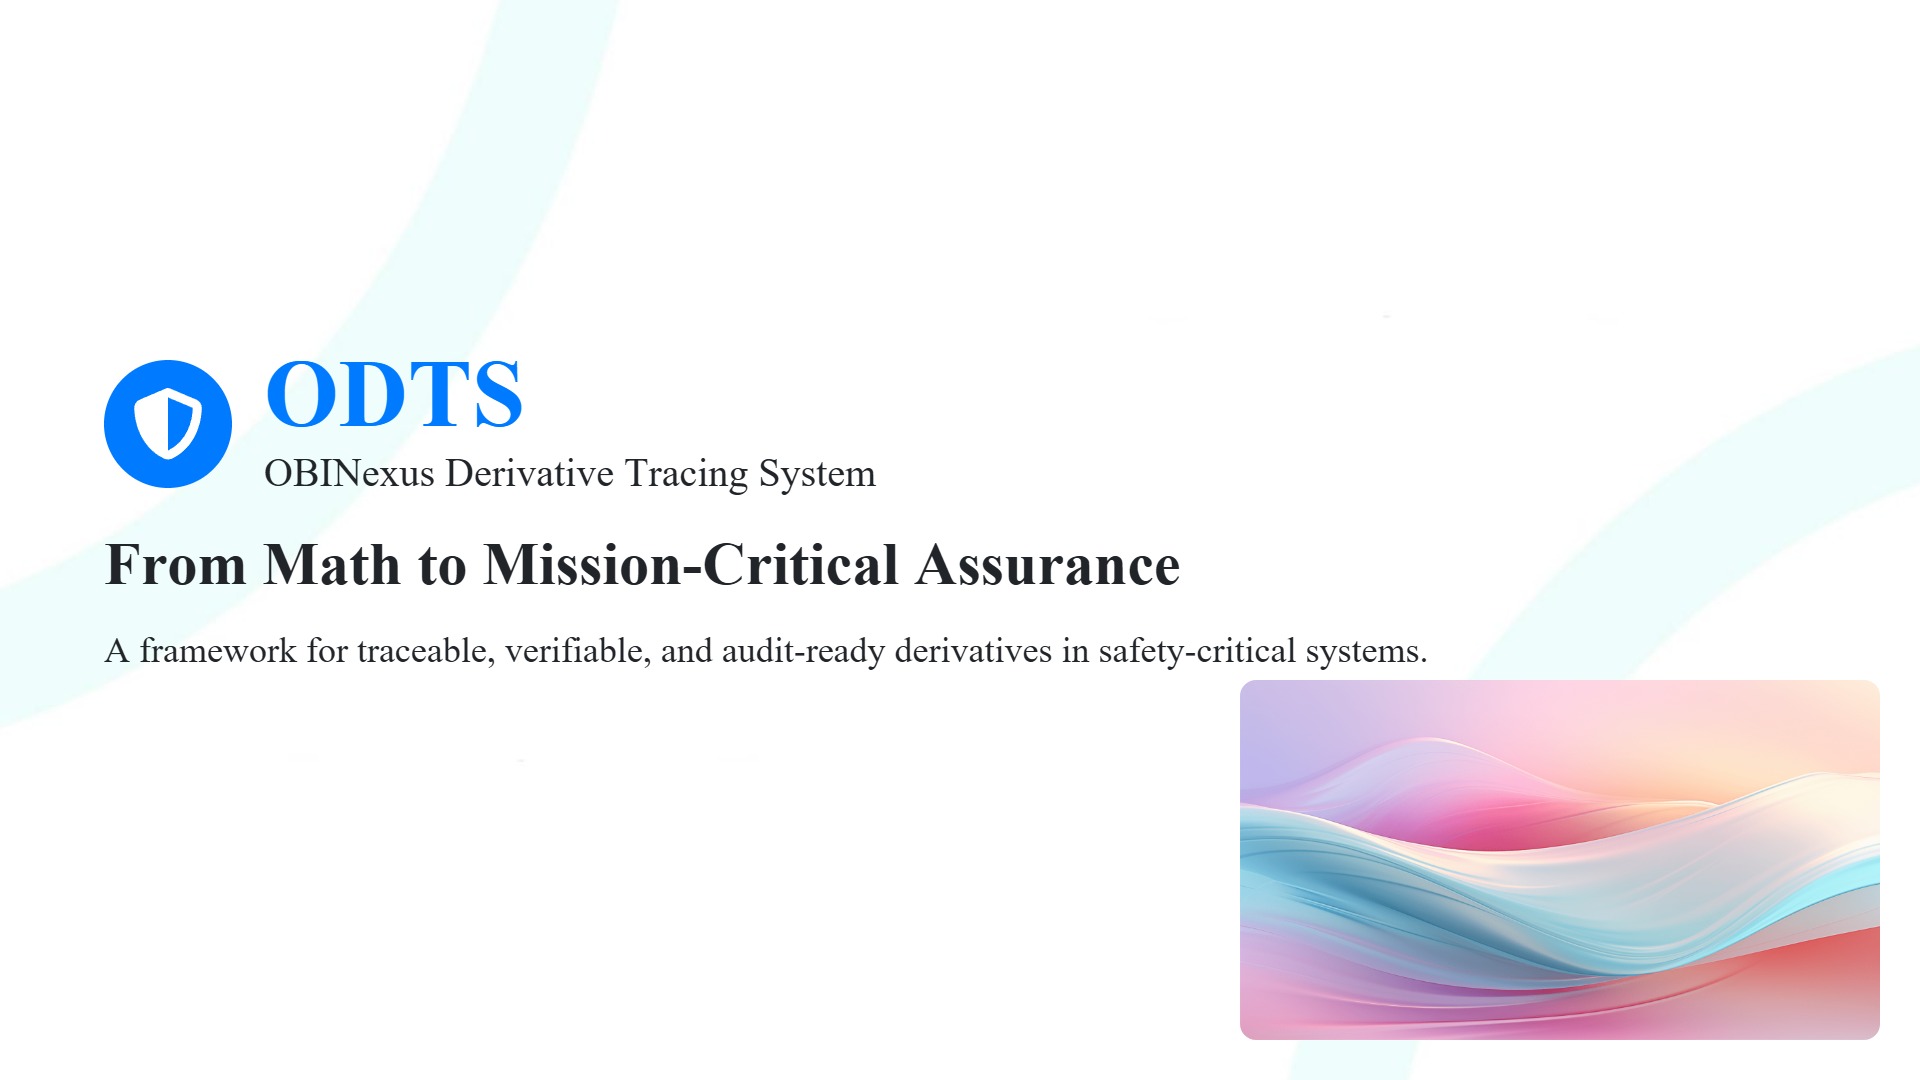 ODTS
OBINexus Derivative Tracing System
From Math to Mission-Critical Assurance
A framework for traceable, verifiable, and audit-ready derivatives in safety-critical systems.